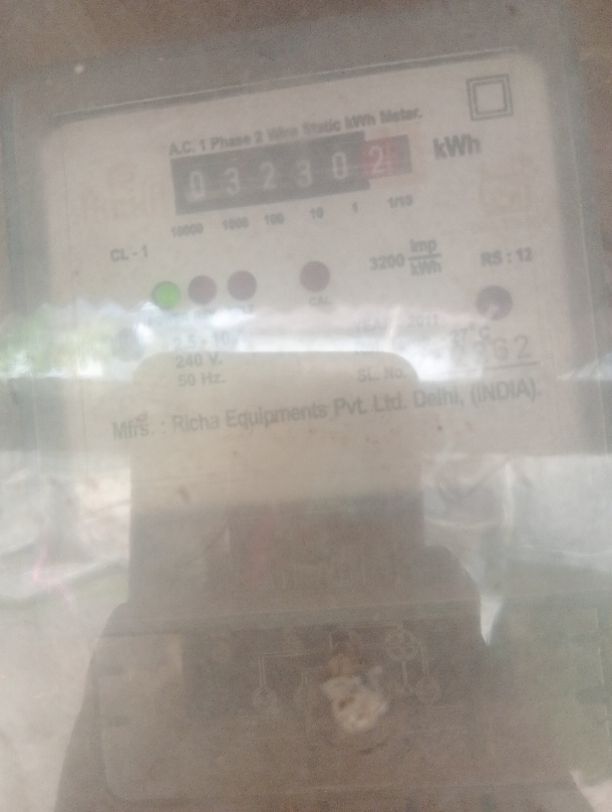 A.C. 1 Phase 2 Wire Static kWh Meter.
0 3 2 3 0 2 kWh
10000 1000 100 10 1 1/10
CL - 1
3200 Imp/kWh
RS : 12
CAL
240 V.
50 Hz.
SL. No.
62
Mfrs. : Richa Equipments Pvt. Ltd. Delhi, (INDIA).